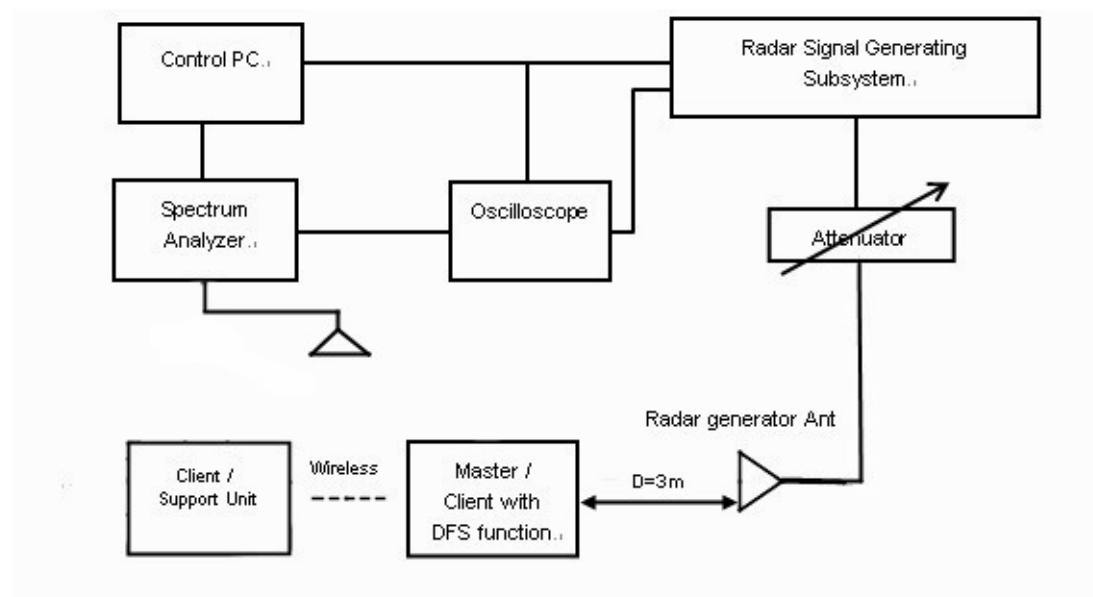 Control PC
Radar Signal Generating
Subsystem
Spectrum
Analyzer
Oscilloscope
Attenuator
Radar generator Ant
Client /
Support Unit
Wireless
Master /
Client with
DFS function
D=3m